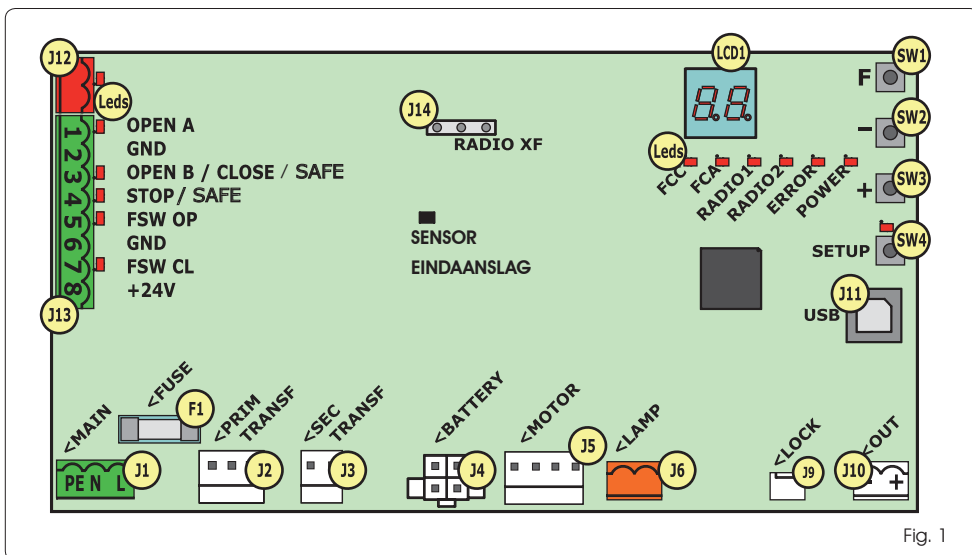 J12
Leds
1 OPEN A
2 GND
3 OPEN B / CLOSE / SAFE
4 STOP/ SAFE
5 FSW OP
6 GND
7 FSW CL
8 +24V
J13
J14
RADIO XF
SENSOR
EINDAANSLAG
LCD1
8.8.
Leds
FCC
FCA
RADIO1
RADIO2
ERROR
POWER
SW1
F
SW2
-
SW3
+
SW4
SETUP
J11
USB
<MAIN
<FUSE
F1
<PRIM
TRANSF
<SEC
TRANSF
<BATTERY
<MOTOR
<LAMP
<LOCK
<OUT
PE N L
J1
J2
J3
J4
J5
J6
J9
J10
- +
Fig. 1